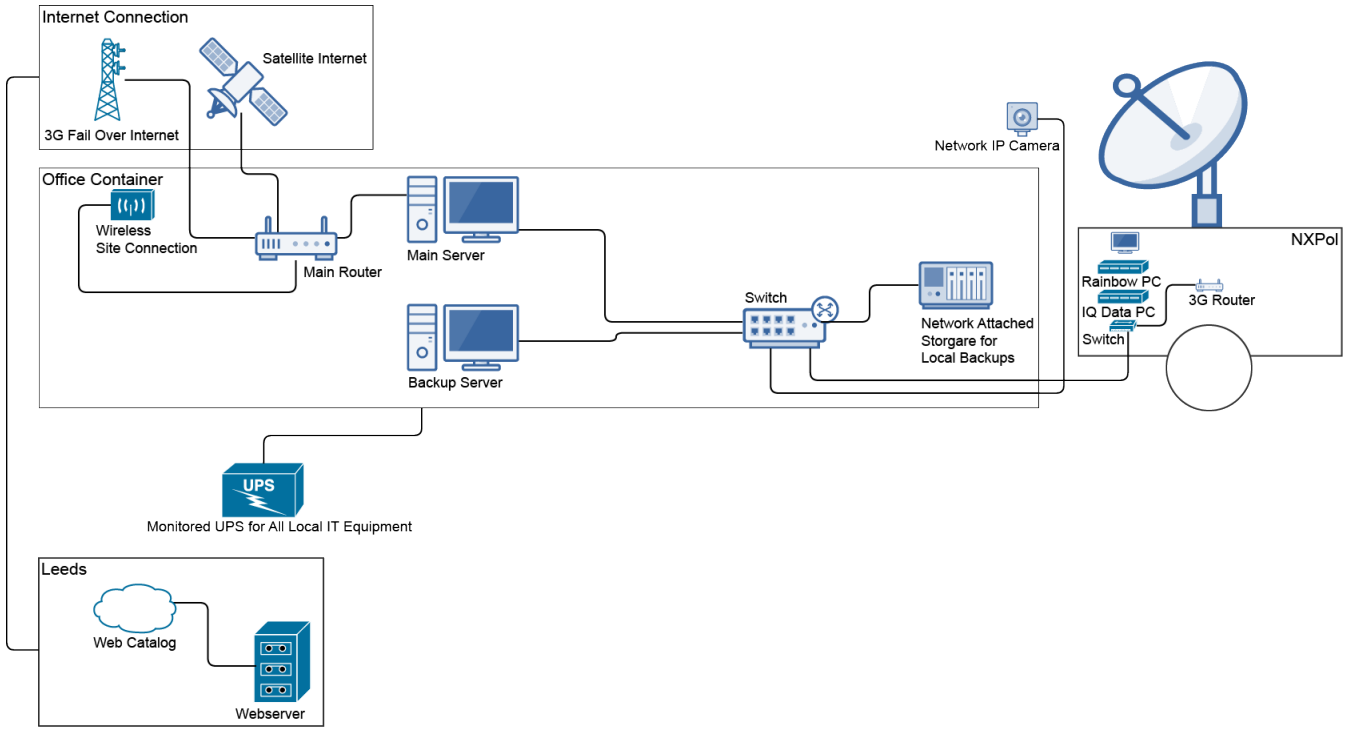 Internet Connection
Satellite Internet
3G Fail Over Internet
Network IP Camera
Office Container
Wireless
Site Connection
Main Router
Main Server
Backup Server
Switch
Network Attached
Storgare for
Local Backups
NXPol
Rainbow PC
3G Router
IQ Data PC
Switch
UPS
Monitored UPS for All Local IT Equipment
Leeds
Web Catalog
Webserver